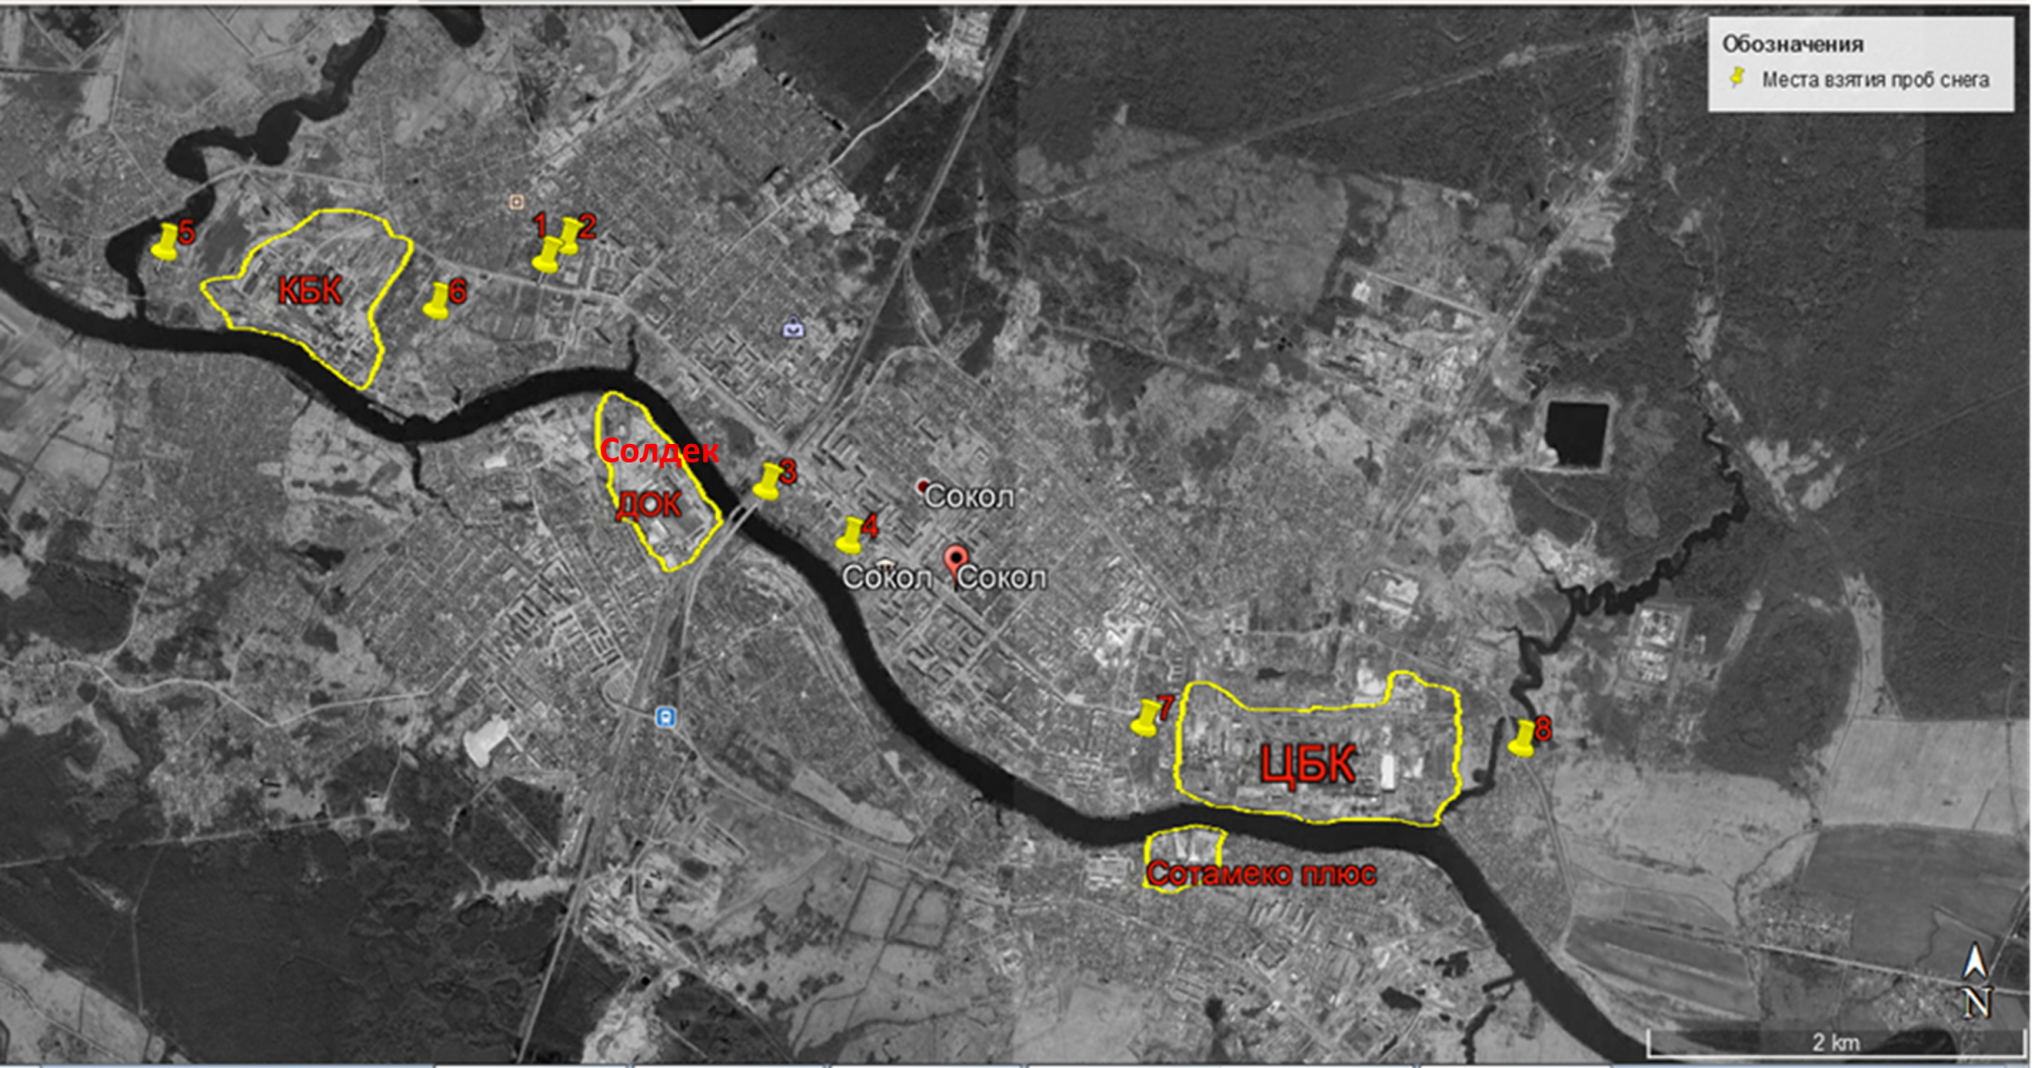 Обозначения
Места взятия проб снега
5
1
2
КБК
6
Солдек
ДОК
3
Сокол
4
Сокол
Сокол
7
8
ЦБК
Сотамеко плюс
N
2 km